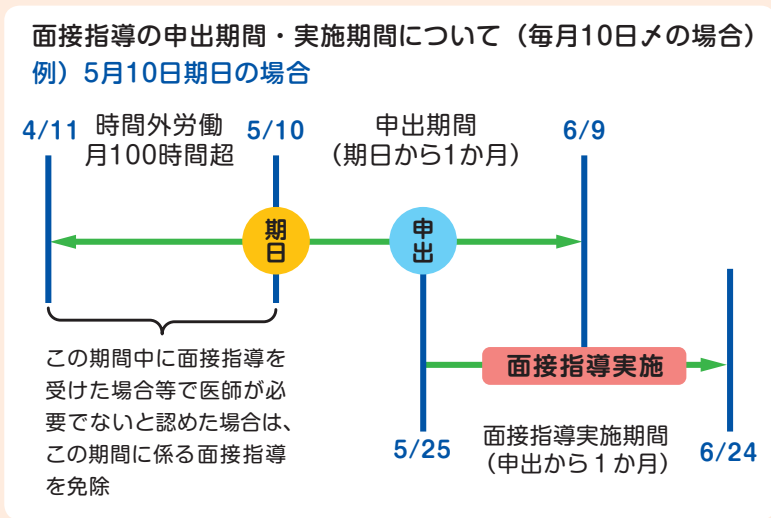 面接指導の申出期間・実施期間について（毎月10日〆の場合）
例）5月10日期日の場合
4/11
時間外労働
月100時間超
5/10
申出期間
（期日から1か月）
6/9
期日
申出
この期間中に面接指導を
受けた場合等で医師が必
要でないと認めた場合は、
この期間に係る面接指導
を免除
面接指導実施
5/25
面接指導実施期間
（申出から１か月）
6/24